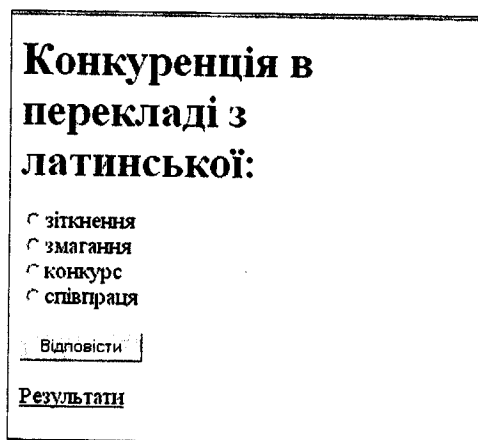 Конкуренція в
перекладі з
латинської:
зіткнення
змагання
конкурс
співпраця
Відповісти
Результати